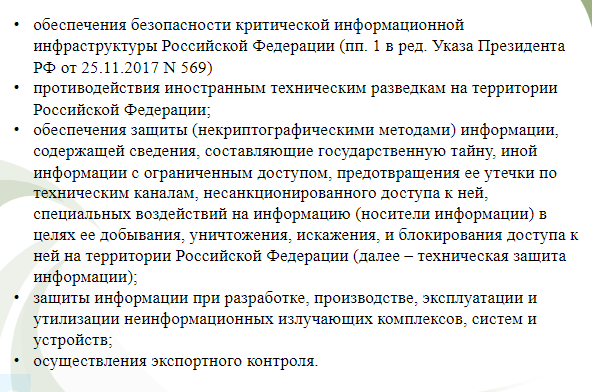 • обеспечения безопасности критической информационной
инфраструктуры Российской Федерации (пп. 1 в ред. Указа Президента
РФ от 25.11.2017 N 569)
• противодействия иностранным техническим разведкам на территории
Российской Федерации;
• обеспечения защиты (некриптографическими методами) информации,
содержащей сведения, составляющие государственную тайну, иной
информации с ограниченным доступом, предотвращения ее утечки по
техническим каналам, несанкционированного доступа к ней,
специальных воздействий на информацию (носители информации) в
целях ее добывания, уничтожения, искажения, и блокирования доступа к
ней на территории Российской Федерации (далее – техническая защита
информации);
• защиты информации при разработке, производстве, эксплуатации и
утилизации неинформационных излучающих комплексов, систем и
устройств;
• осуществления экспортного контроля.